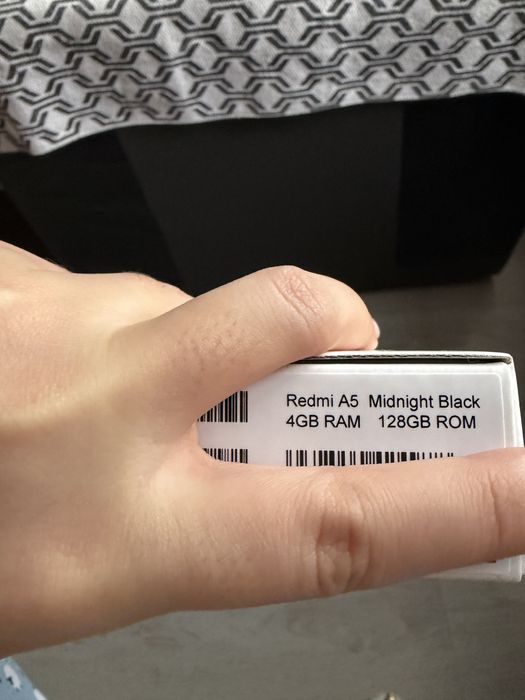 Redmi A5 Midnight Black
4GB RAM 128GB ROM